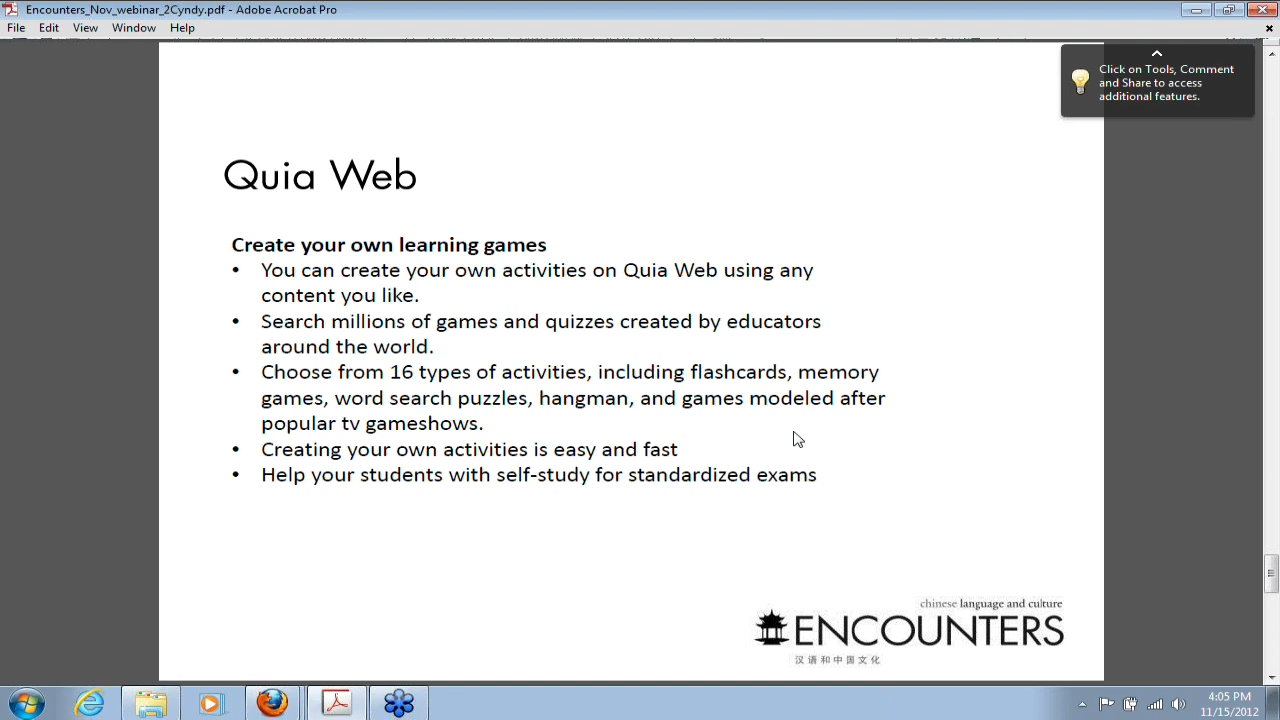 Encounters_Nov_webinar_2Cyndy.pdf - Adobe Acrobat Pro
File Edit View Window Help
Click on Tools, Comment
and Share to access
additional features.
Quia Web
Create your own learning games
• You can create your own activities on Quia Web using any
content you like.
• Search millions of games and quizzes created by educators
around the world.
• Choose from 16 types of activities, including flashcards, memory
games, word search puzzles, hangman, and games modeled after
popular tv gameshows.
• Creating your own activities is easy and fast
• Help your students with self-study for standardized exams
chinese language and culture
ENCOUNTERS
汉语和中国文化
4:05 PM
11/15/2012